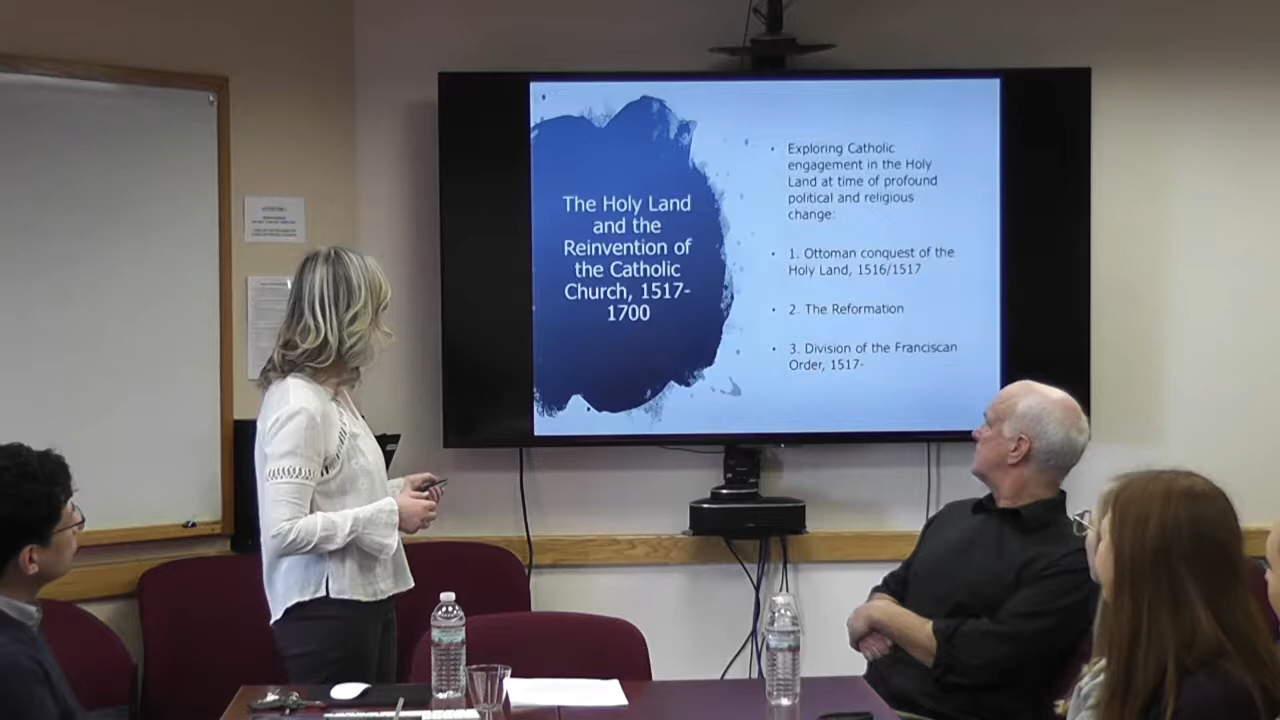 The Holy Land
and the
Reinvention of
the Catholic
Church, 1517-
1700
• Exploring Catholic
engagement in the Holy
Land at time of profound
political and religious
change:
• 1. Ottoman conquest of the
Holy Land, 1516/1517
• 2. The Reformation
• 3. Division of the Franciscan
Order, 1517-